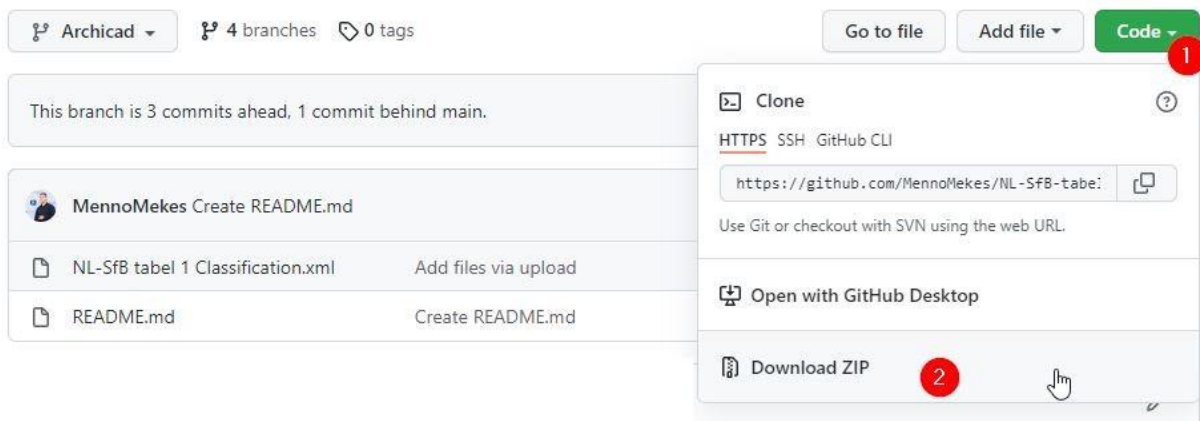 Archicad
4 branches
0 tags
Go to file
Add file
Code
1
This branch is 3 commits ahead, 1 commit behind main.
Clone
HTTPS SSH GitHub CLI
https://github.com/MennoMekes/NL-SfB-tabel
Use Git or checkout with SVN using the web URL.
MennoMekes Create README.md
NL-SfB tabel 1 Classification.xml Add files via upload
README.md Create README.md
Open with GitHub Desktop
Download ZIP
2